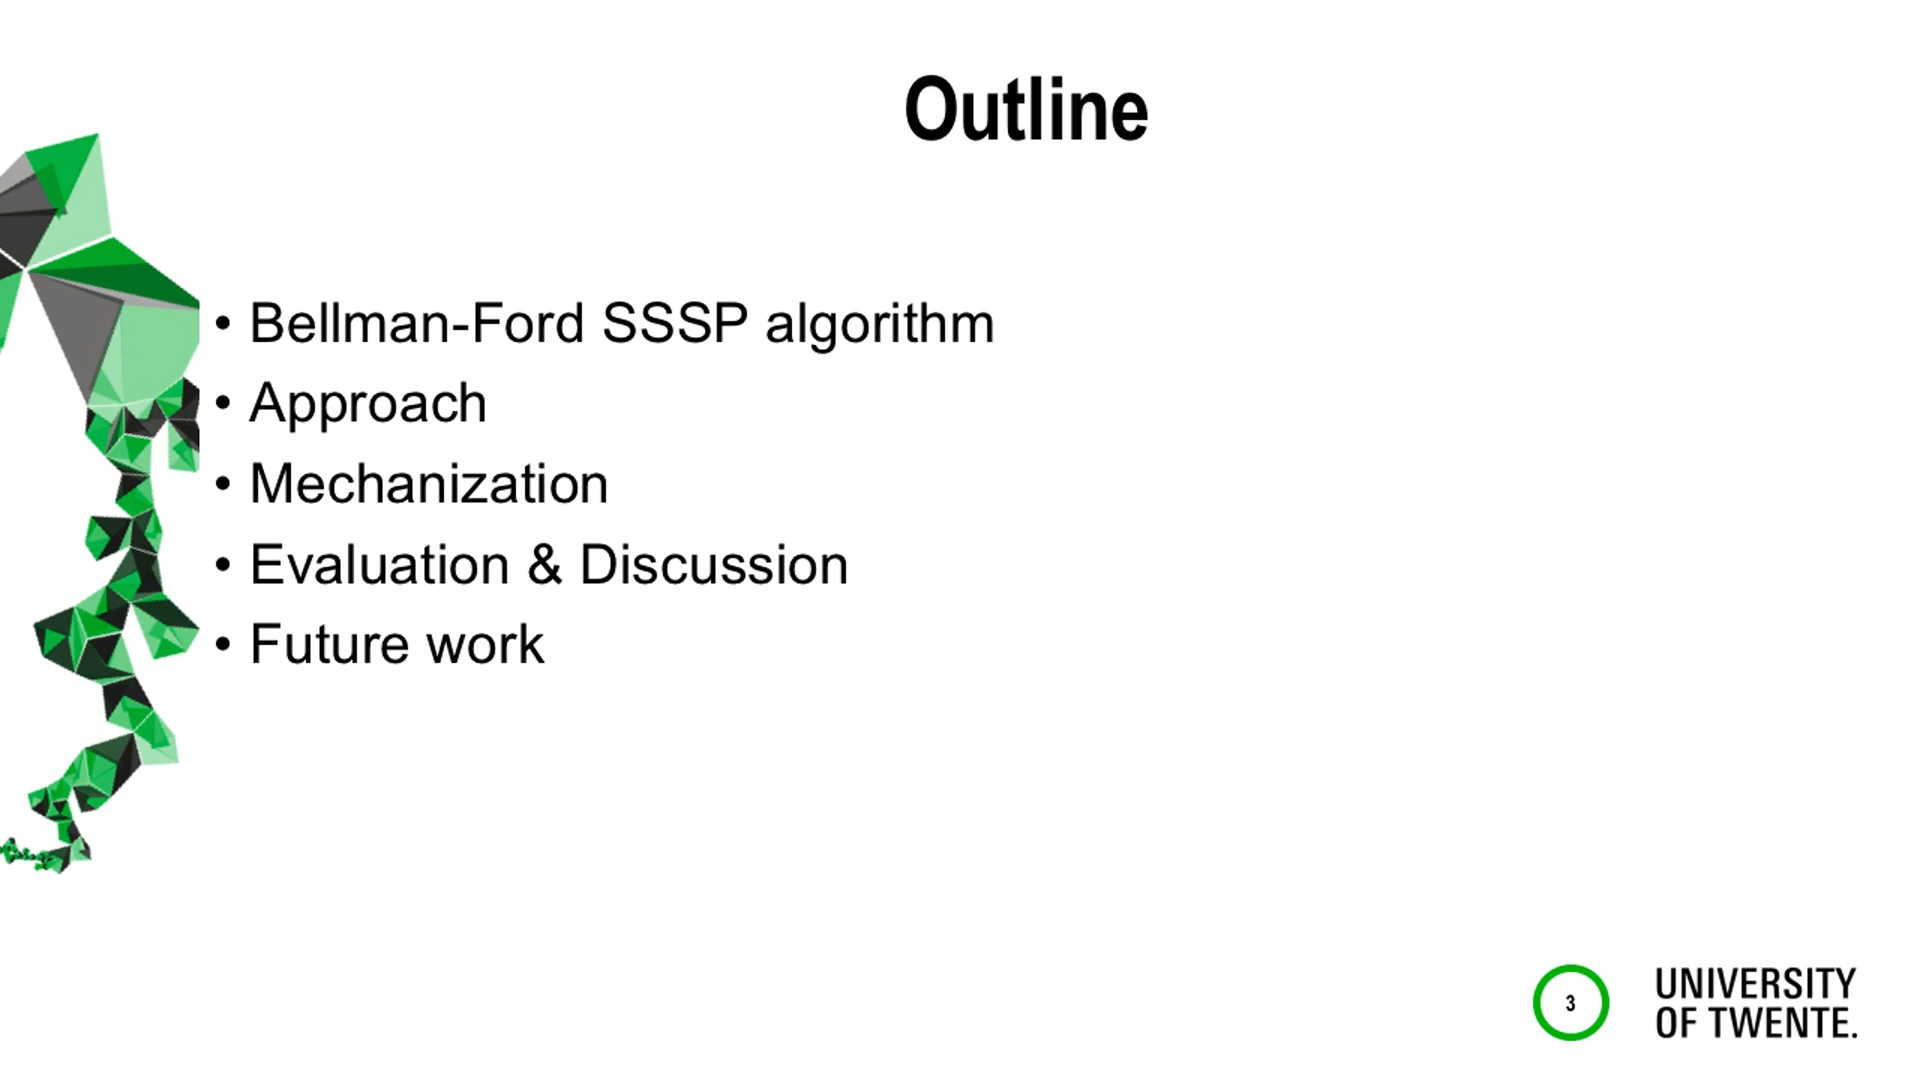 Outline
• Bellman-Ford SSSP algorithm
• Approach
• Mechanization
• Evaluation & Discussion
• Future work
3
UNIVERSITY
OF TWENTE.